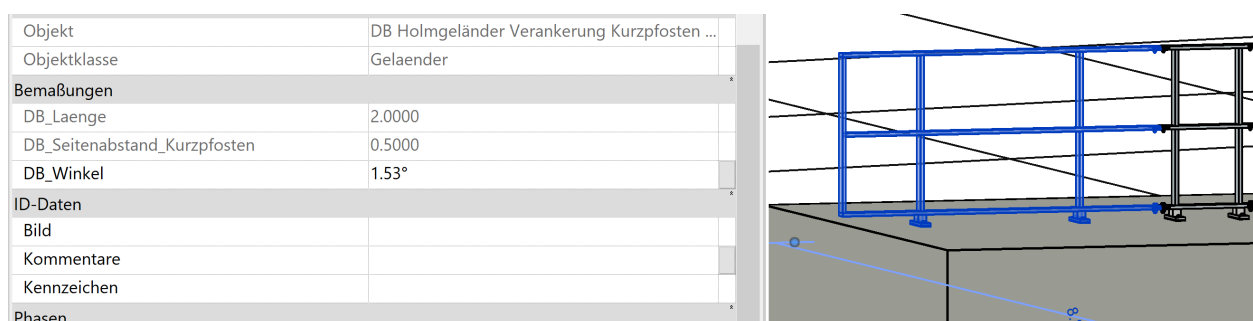 Objekt DB Holmgeländer Verankerung Kurzpfosten ...
Objektklasse Gelaender
Bemaßungen
DB_Laenge 2.0000
DB_Seitenabstand_Kurzpfosten 0.5000
DB_Winkel 1.53°
ID-Daten
Bild
Kommentare
Kennzeichen
Phasen